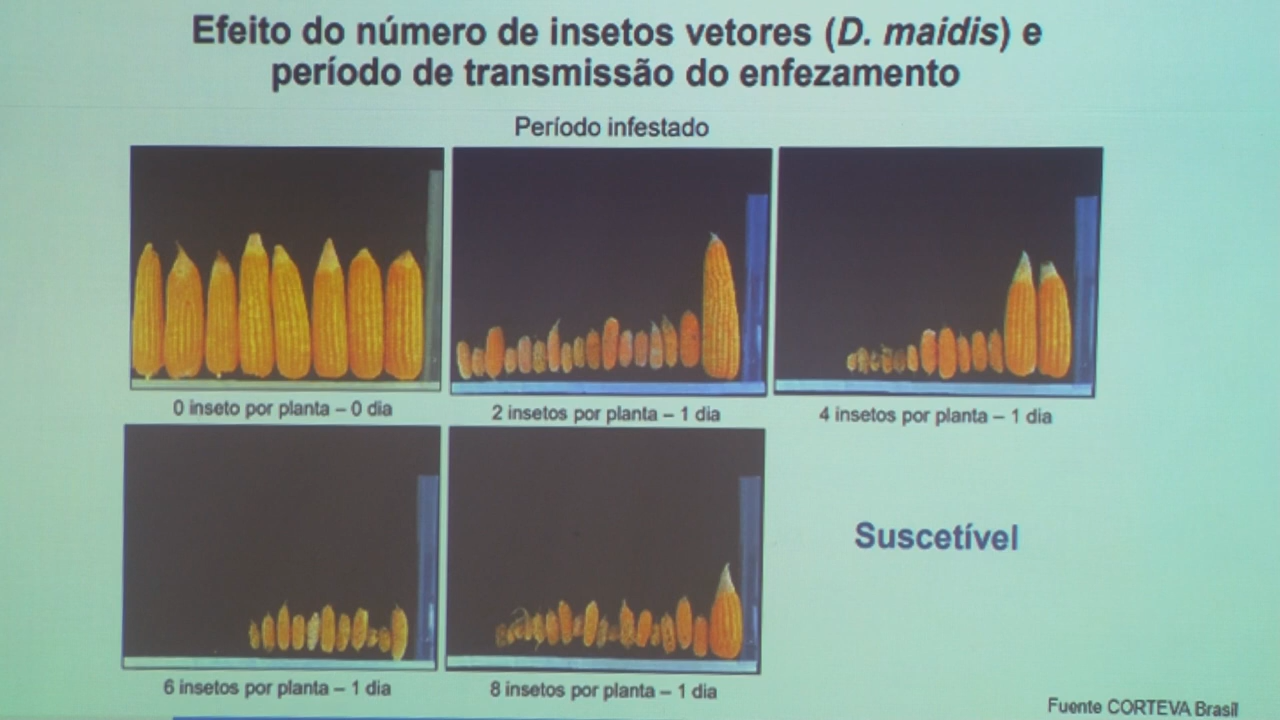 Efeito do número de insetos vetores (D. maidis) e
período de transmissão do enfezamento
Período infestado
0 inseto por planta – 0 dia
2 insetos por planta – 1 dia
4 insetos por planta – 1 dia
6 insetos por planta – 1 dia
8 insetos por planta – 1 dia
Suscetível
Fuente CORTEVA Brasil